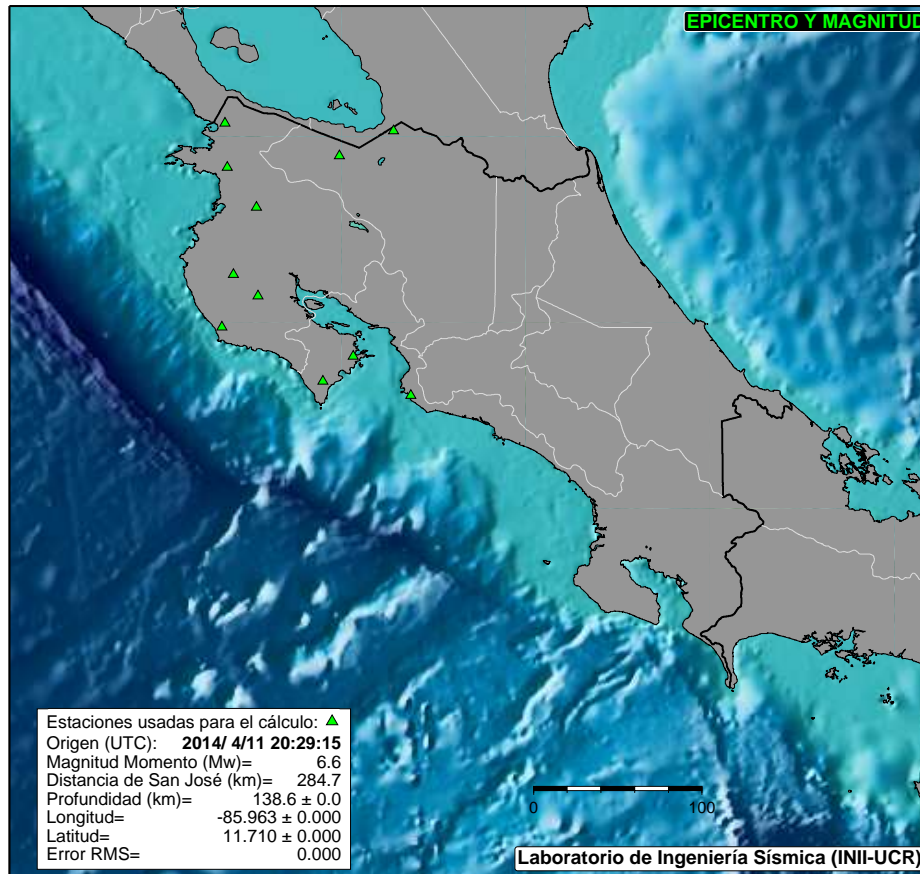 EPICENTRO Y MAGNITUD
Estaciones usadas para el cálculo:
Origen (UTC): 2014/ 4/11 20:29:15
Magnitud Momento (Mw)= 6.6
Distancia de San José (km)= 284.7
Profundidad (km)= 138.6 ± 0.0
Longitud= -85.963 ± 0.000
Latitud= 11.710 ± 0.000
Error RMS= 0.000
0 100
Laboratorio de Ingeniería Sísmica (INII-UCR)